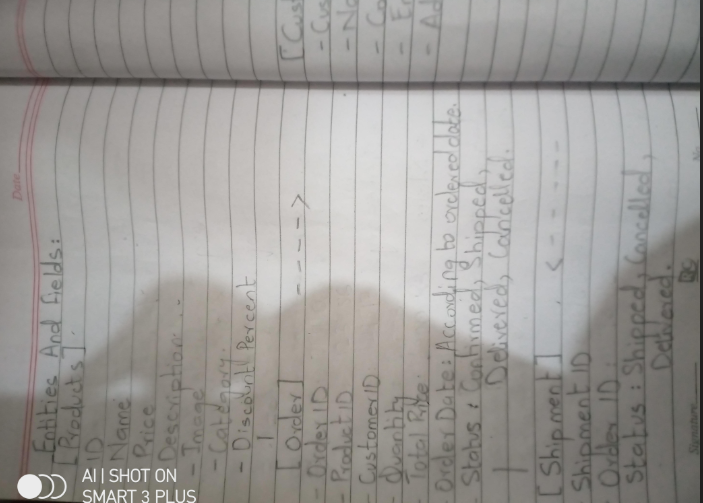 Date
Entities And Fields:
[Products]
ID
Name
Price
Description
- Image
- Category
- Discount Percent
[Order] ----->
- Order ID
- Product ID
- Customer ID
- Quantity
Total Price
- Order Date: According to ordered date.
Status: Confirmed, Shipped,
Delivered, Cancelled.
[Shipment] <-----
Shipment ID
Order ID
Status: Shipped, Cancelled,
Delivered.
Signature
No
[Cust
- Cus
- Na
- Co
- Em
- Ad
AI | SHOT ON
SMART 3 PLUS